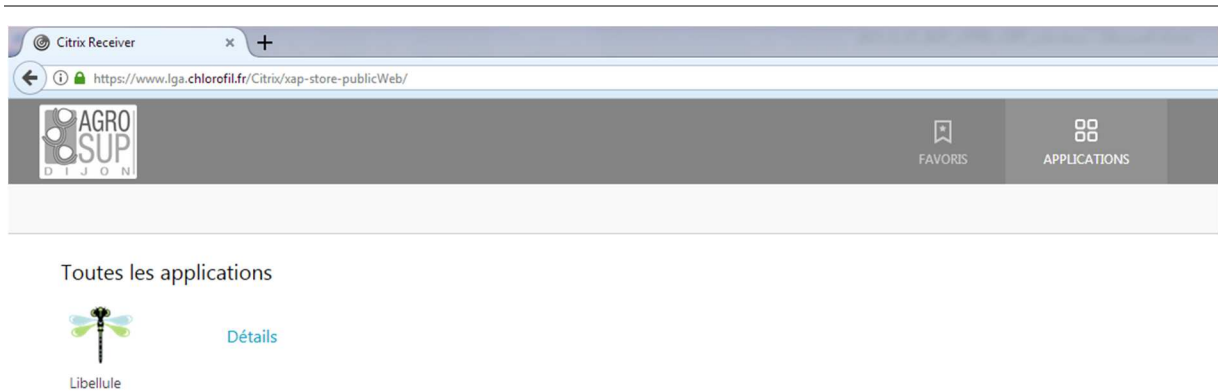 Citrix Receiver
https://www.lga.chlorofil.fr/Citrix/xap-store-publicWeb/
AGRO
SUP
DIJON
FAVORIS
APPLICATIONS
Toutes les applications
Détails
Libellule